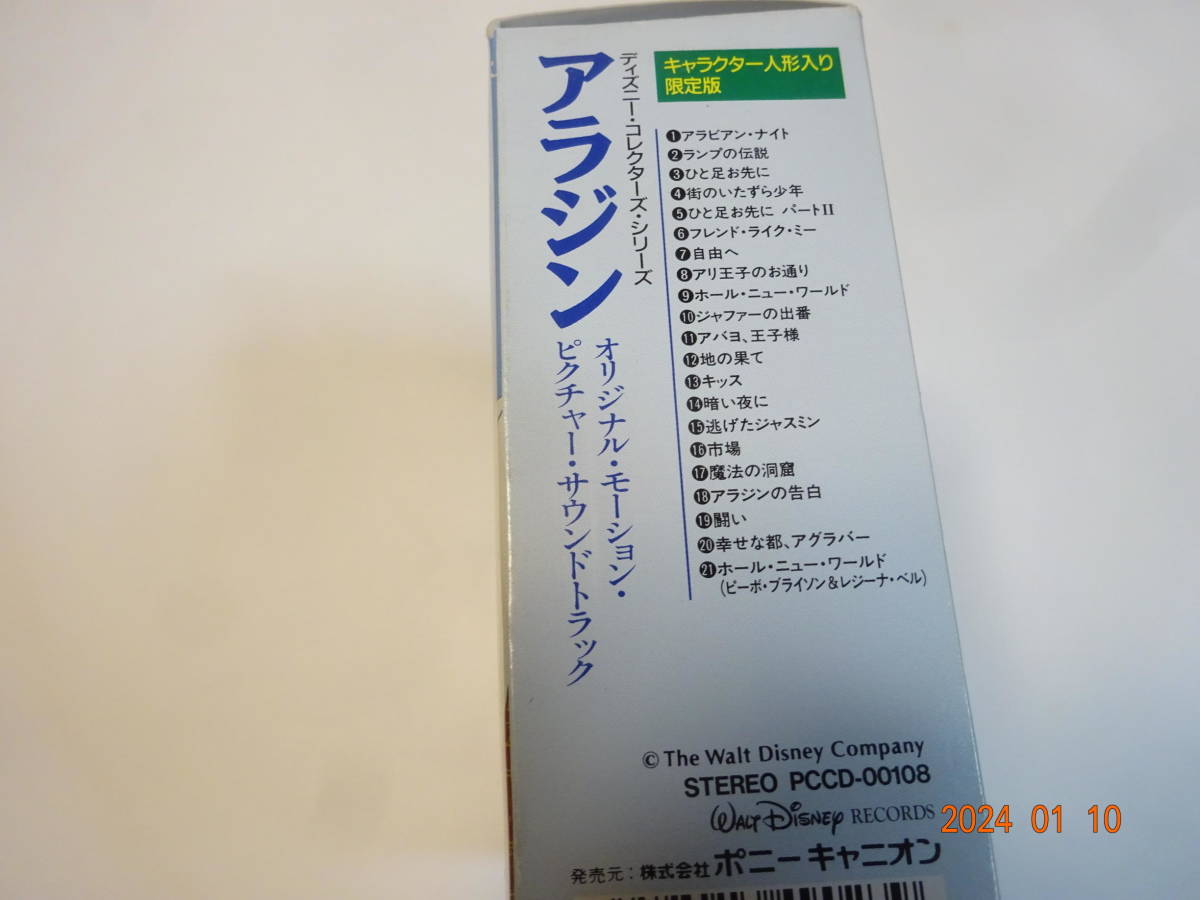 キャラクター人形入り
限定版
ディズニー・コレクターズ・シリーズ
アラジン
オリジナル・モーション・
ピクチャー・サウンドトラック
❶アラビアン・ナイト
❷ランプの伝説
❸ひと足お先に
❹街のいたずら少年
❺ひと足お先に パートII
❻フレンド・ライク・ミー
❼自由へ
❽アリ王子のお通り
❾ホール・ニュー・ワールド
❿ジャファーの出番
⓫アバヨ、王子様
⓬地の果て
⓭キッス
⓮暗い夜に
⓯逃げたジャスミン
⓰市場
⓱魔法の洞窟
⓲アラジンの告白
⓳闘い
⓴幸せな都、アグラバー
㉑ホール・ニュー・ワールド
(ピーボ・ブライソン&レジーナ・ベル)
© The Walt Disney Company
STEREO PCCD-00108
WALT DISNEY RECORDS
発売元:株式会社ポニーキャニオン
2024 01 10